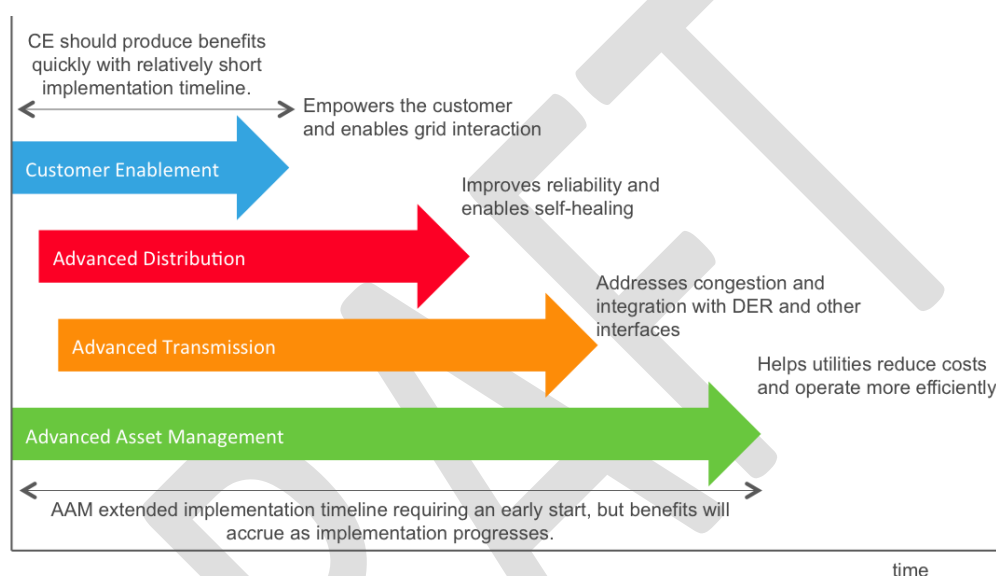 CE should produce benefits
quickly with relatively short
implementation timeline.
Empowers the customer
and enables grid interaction
Customer Enablement
Improves reliability and
enables self-healing
Advanced Distribution
Addresses congestion and
integration with DER and other
interfaces
Advanced Transmission
Helps utilities reduce costs
and operate more efficiently
Advanced Asset Management
AAM extended implementation timeline requiring an early start, but benefits will
accrue as implementation progresses.
time
DRAFT